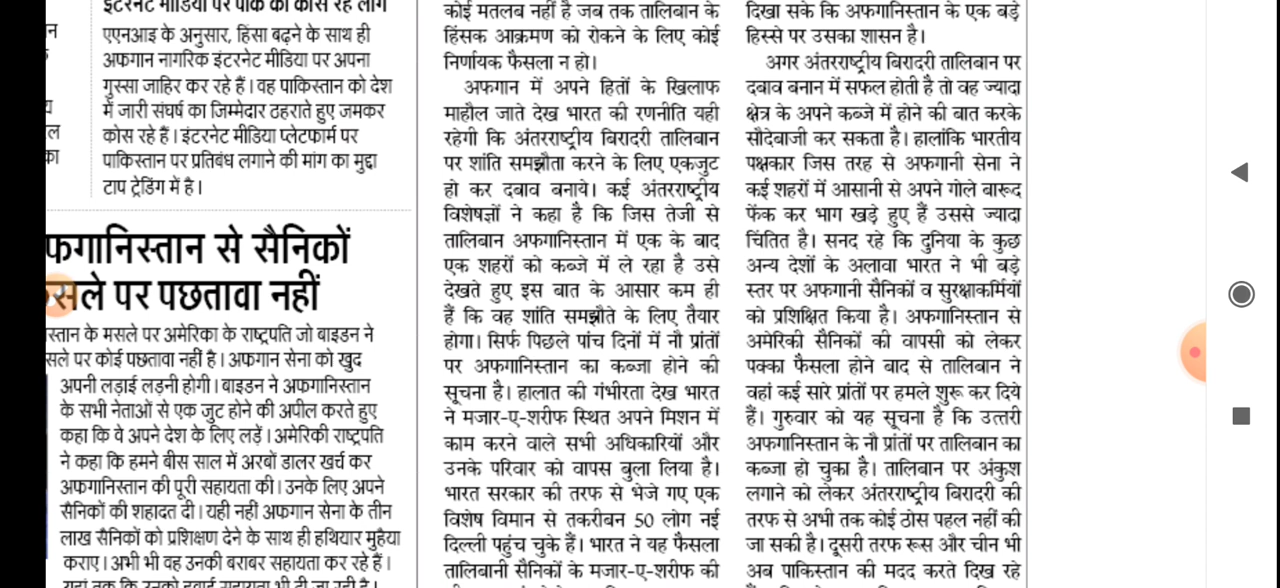 इंटरनेट मीडिया पर पाक को कोस रहे लोग
एएनआइ के अनुसार, हिंसा बढ़ने के साथ ही
अफगान नागरिक इंटरनेट मीडिया पर अपना
गुस्सा जाहिर कर रहे हैं। वह पाकिस्तान को देश
में जारी संघर्ष का जिम्मेदार ठहराते हुए जमकर
कोस रहे हैं। इंटरनेट मीडिया प्लेटफार्म पर
पाकिस्तान पर प्रतिबंध लगाने की मांग का मुद्दा
टाप ट्रेडिंग में है।
फगानिस्तान से सैनिकों
सले पर पछतावा नहीं
स्तान के मसले पर अमेरिका के राष्ट्रपति जो बाइडन ने
सले पर कोई पछतावा नहीं है। अफगान सेना को खुद
अपनी लड़ाई लड़नी होगी। बाइडन ने अफगानिस्तान
के सभी नेताओं से एक जुट होने की अपील करते हुए
कहा कि वे अपने देश के लिए लड़ें। अमेरिकी राष्ट्रपति
ने कहा कि हमने बीस साल में अरबों डालर खर्च कर
अफगानिस्तान की पूरी सहायता की। उनके लिए अपने
सैनिकों की शहादत दी। यही नहीं अफगान सेना के तीन
लाख सैनिकों को प्रशिक्षण देने के साथ ही हथियार मुहैया
कराए। अभी भी वह उनकी बराबर सहायता कर रहे हैं।
यहां तक कि उनको हवाई सहायता भी दी जा रही है।
कोई मतलब नहीं है जब तक तालिबान के
हिंसक आक्रमण को रोकने के लिए कोई
निर्णायक फैसला न हो।
अफगान में अपने हितों के खिलाफ
माहौल जाते देख भारत की रणनीति यही
रहेगी कि अंतरराष्ट्रीय बिरादरी तालिबान
पर शांति समझौता करने के लिए एकजुट
हो कर दबाव बनाये। कई अंतरराष्ट्रीय
विशेषज्ञों ने कहा है कि जिस तेजी से
तालिबान अफगानिस्तान में एक के बाद
एक शहरों को कब्जे में ले रहा है उसे
देखते हुए इस बात के आसार कम ही
हैं कि वह शांति समझौते के लिए तैयार
होगा। सिर्फ पिछले पांच दिनों में नौ प्रांतों
पर अफगानिस्तान का कब्जा होने की
सूचना है। हालात की गंभीरता देख भारत
ने मजार-ए-शरीफ स्थित अपने मिशन में
काम करने वाले सभी अधिकारियों और
उनके परिवार को वापस बुला लिया है।
भारत सरकार की तरफ से भेजे गए एक
विशेष विमान से तकरीबन 50 लोग नई
दिल्ली पहुंच चुके हैं। भारत ने यह फैसला
तालिबानी सैनिकों के मजार-ए-शरीफ की
दिखा सके कि अफगानिस्तान के एक बड़े
हिस्से पर उसका शासन है।
अगर अंतरराष्ट्रीय बिरादरी तालिबान पर
दबाव बनान में सफल होती है तो वह ज्यादा
क्षेत्र के अपने कब्जे में होने की बात करके
सौदेबाजी कर सकता है। हालांकि भारतीय
पक्षकार जिस तरह से अफगानी सेना ने
कई शहरों में आसानी से अपने गोले बारूद
फेंक कर भाग खड़े हुए हैं उससे ज्यादा
चिंतित है। सनद रहे कि दुनिया के कुछ
अन्य देशों के अलावा भारत ने भी बड़े
स्तर पर अफगानी सैनिकों व सुरक्षाकर्मियों
को प्रशिक्षित किया है। अफगानिस्तान से
अमेरिकी सैनिकों की वापसी को लेकर
पक्का फैसला होने बाद से तालिबान ने
वहां कई सारे प्रांतों पर हमले शुरू कर दिये
हैं। गुरुवार को यह सूचना है कि उत्तरी
अफगानिस्तान के नौ प्रांतों पर तालिबान का
कब्जा हो चुका है। तालिबान पर अंकुश
लगाने को लेकर अंतरराष्ट्रीय बिरादरी की
तरफ से अभी तक कोई ठोस पहल नहीं की
जा सकी है। दूसरी तरफ रूस और चीन भी
अब पाकिस्तान की मदद करते दिख रहे